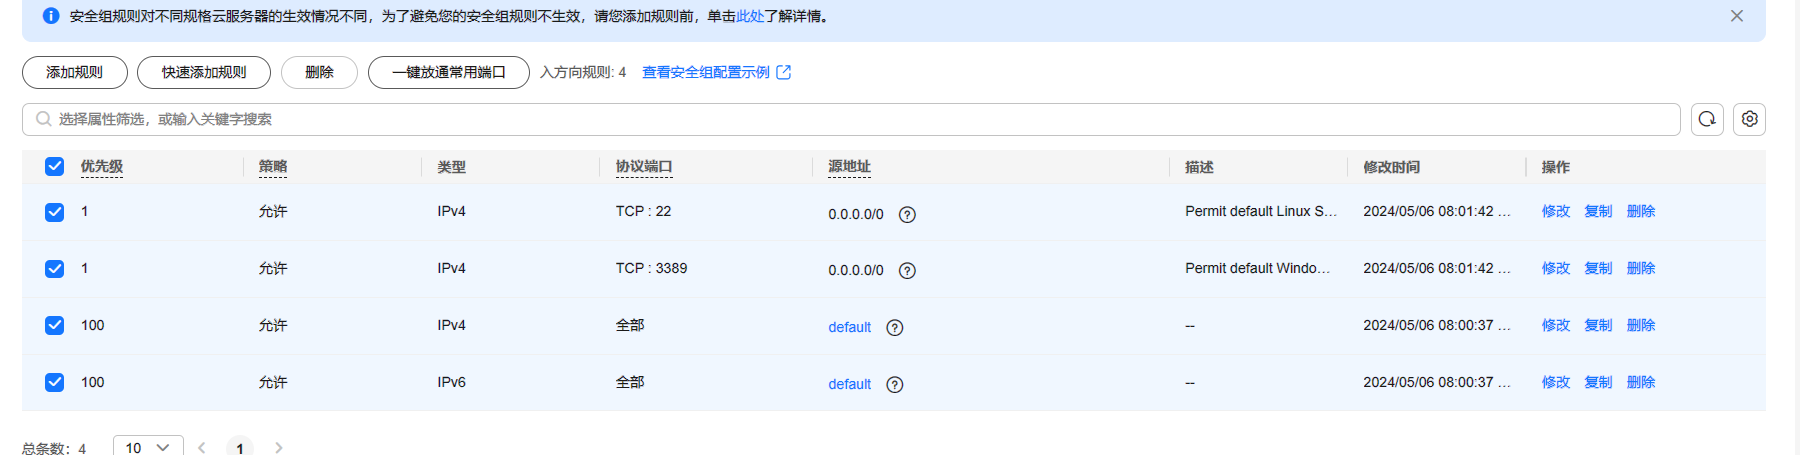 安全组规则对不同规格云服务器的生效情况不同，为了避免您的安全组规则不生效，请您添加规则前，单击此处了解详情。
添加规则 快速添加规则 删除 一键放通常用端口 入方向规则: 4 查看安全组配置示例
选择属性筛选，或输入关键字搜索
优先级 策略 类型 协议端口 源地址 描述 修改时间 操作
1 允许 IPv4 TCP : 22 0.0.0.0/0 Permit default Linux S... 2024/05/06 08:01:42 ... 修改 复制 删除
1 允许 IPv4 TCP : 3389 0.0.0.0/0 Permit default Windo... 2024/05/06 08:01:42 ... 修改 复制 删除
100 允许 IPv4 全部 default -- 2024/05/06 08:00:37 ... 修改 复制 删除
100 允许 IPv6 全部 default -- 2024/05/06 08:00:37 ... 修改 复制 删除
总条数: 4 10 1